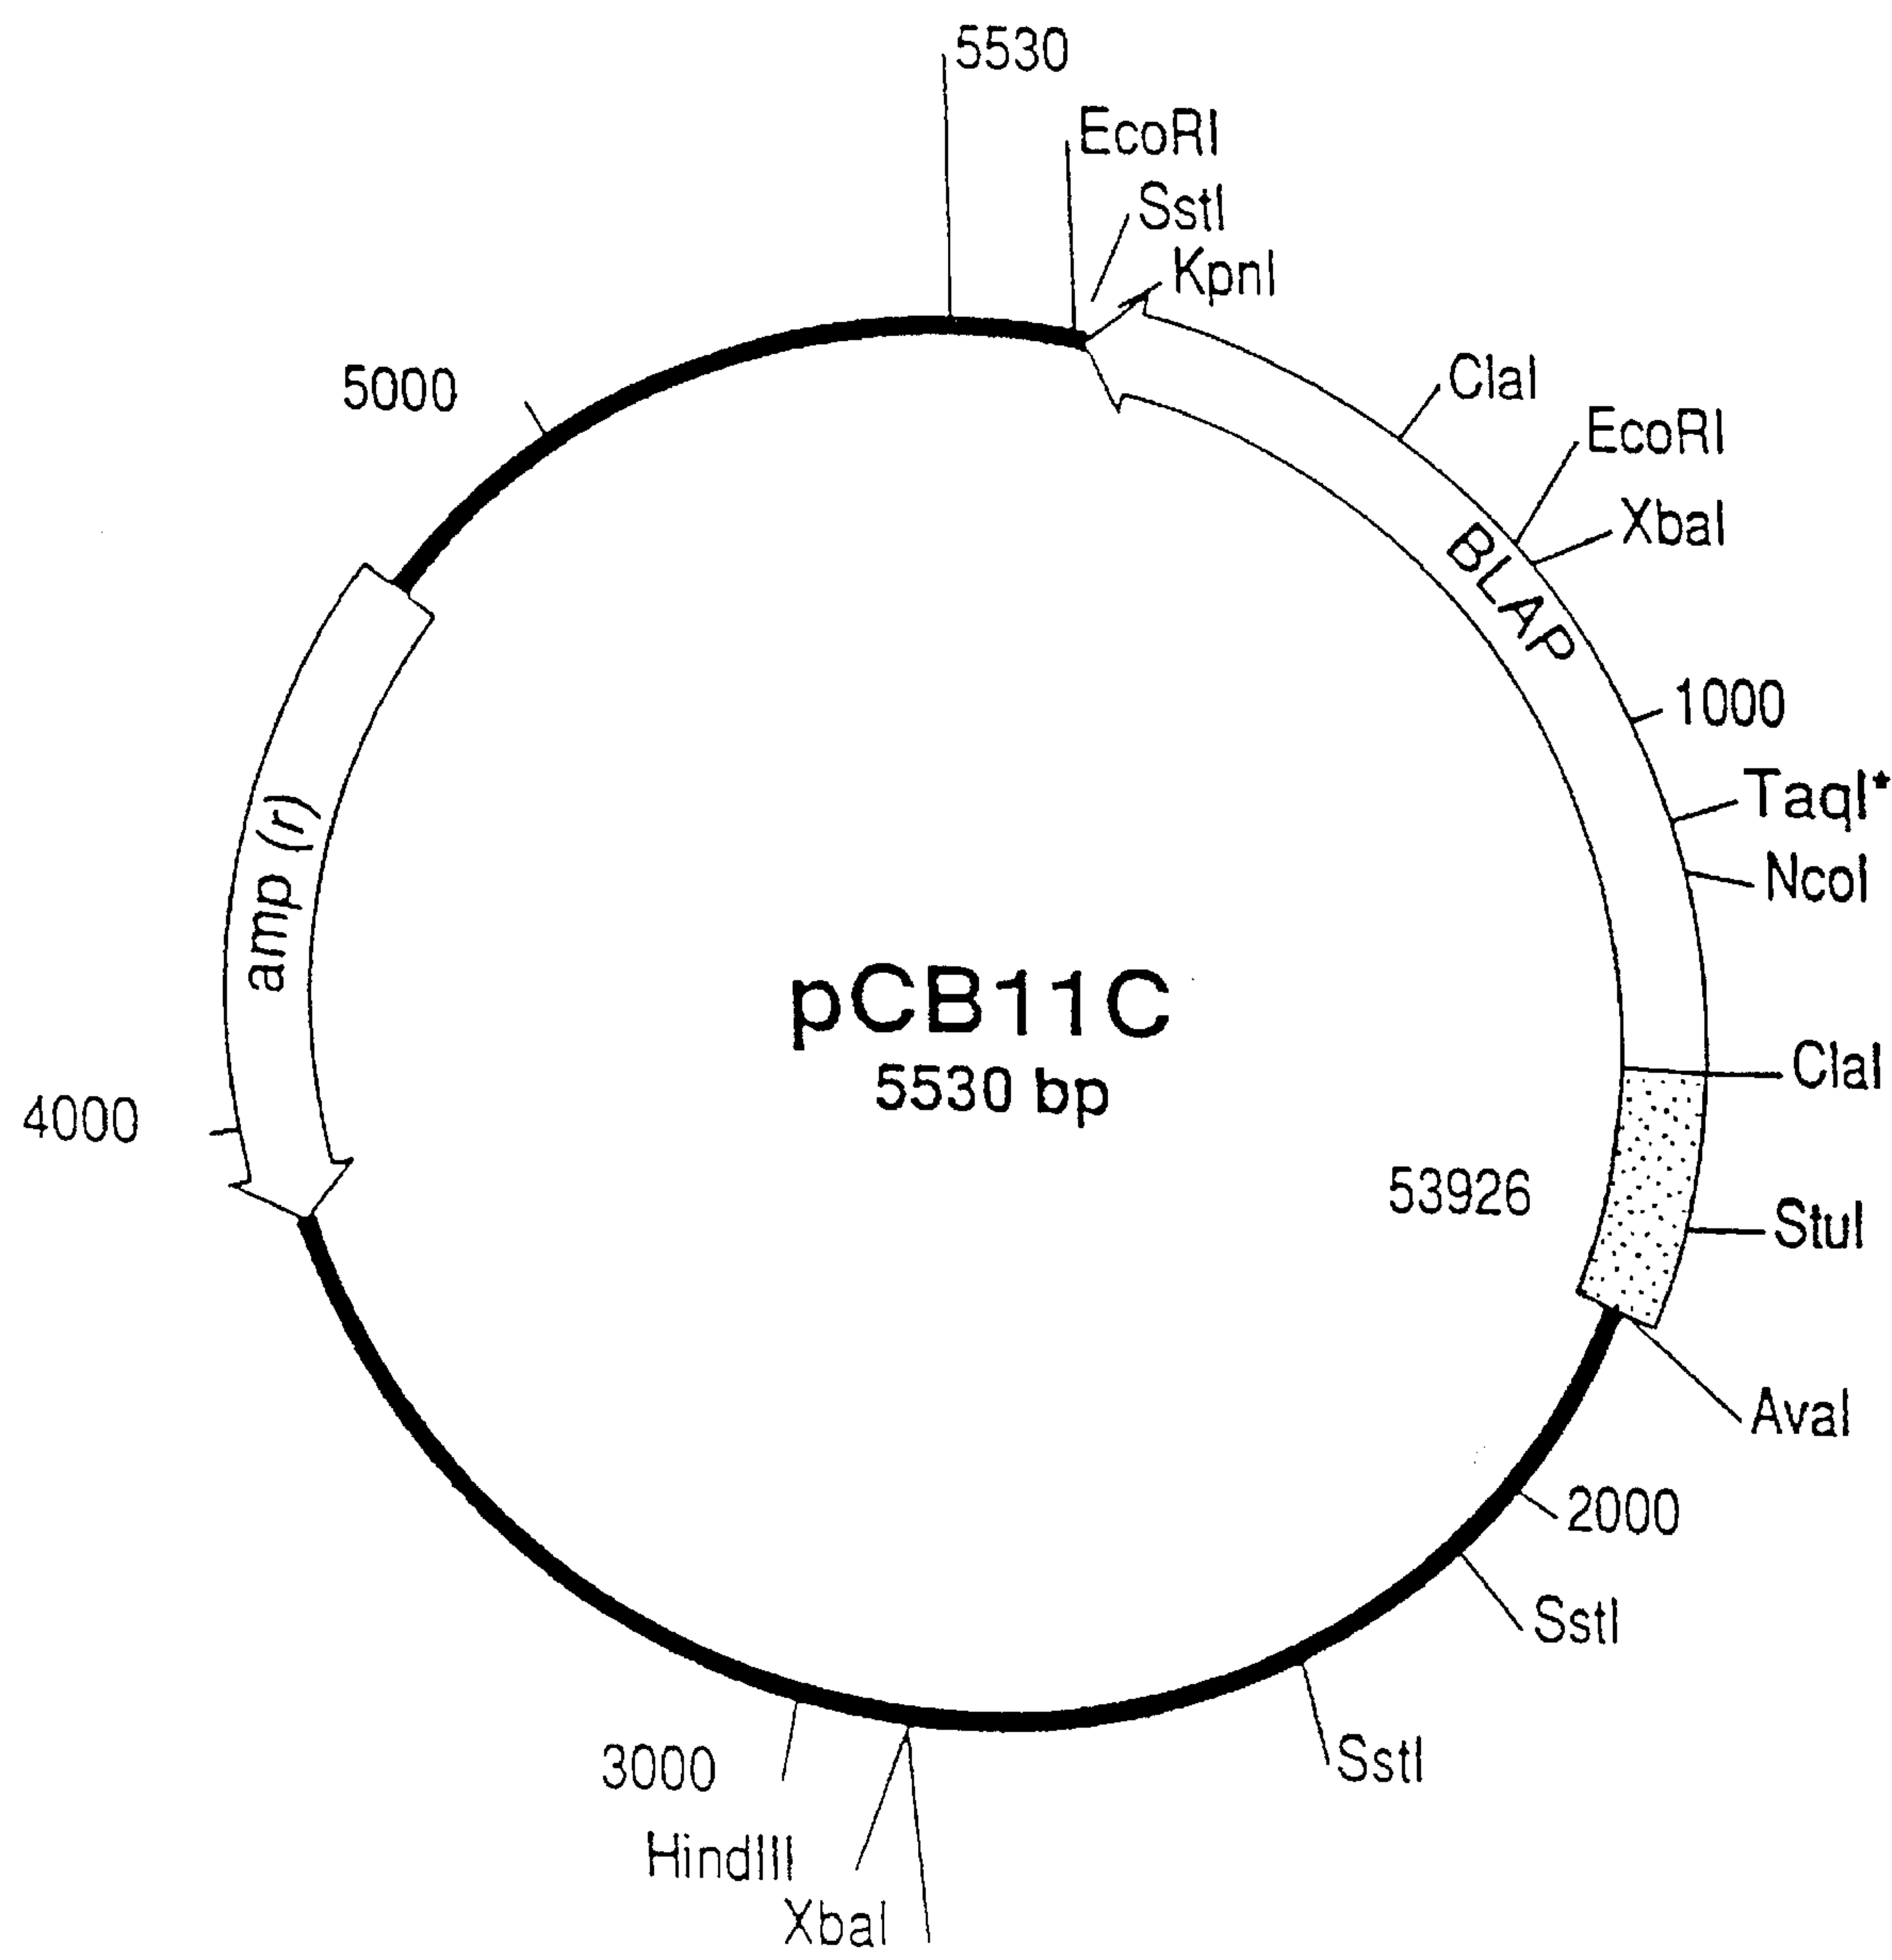 5530
EcoRI
SstI
KpnI
ClaI
EcoRI
XbaI
BLAP
1000
TaqI*
NcoI
ClaI
StuI
AvaI
2000
SstI
SstI
XbaI
HindIII
3000
4000
amp (r)
5000
pCB11C
5530 bp
53926